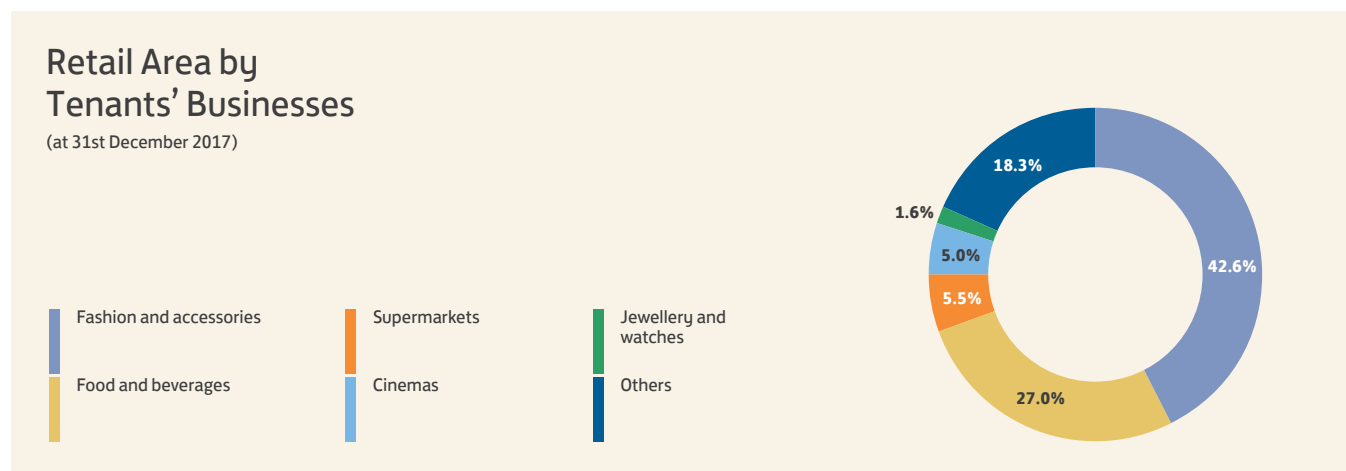 Retail Area by
Tenants’ Businesses
(at 31st December 2017)
Fashion and accessories
Food and beverages
Supermarkets
Cinemas
Jewellery and
watches
Others
42.6%
27.0%
5.5%
5.0%
1.6%
18.3%